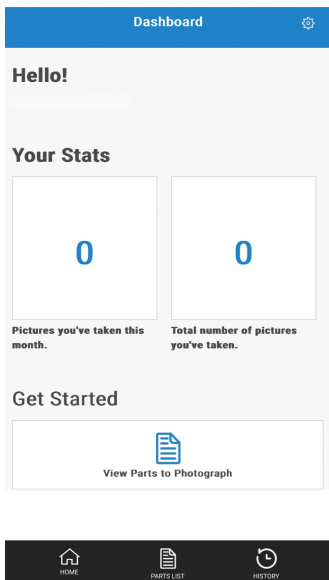 Dashboard
Hello!
Your Stats
0
0
Pictures you've taken this
month.
Total number of pictures
you've taken.
Get Started
View Parts to Photograph
HOME
PARTS LIST
HISTORY